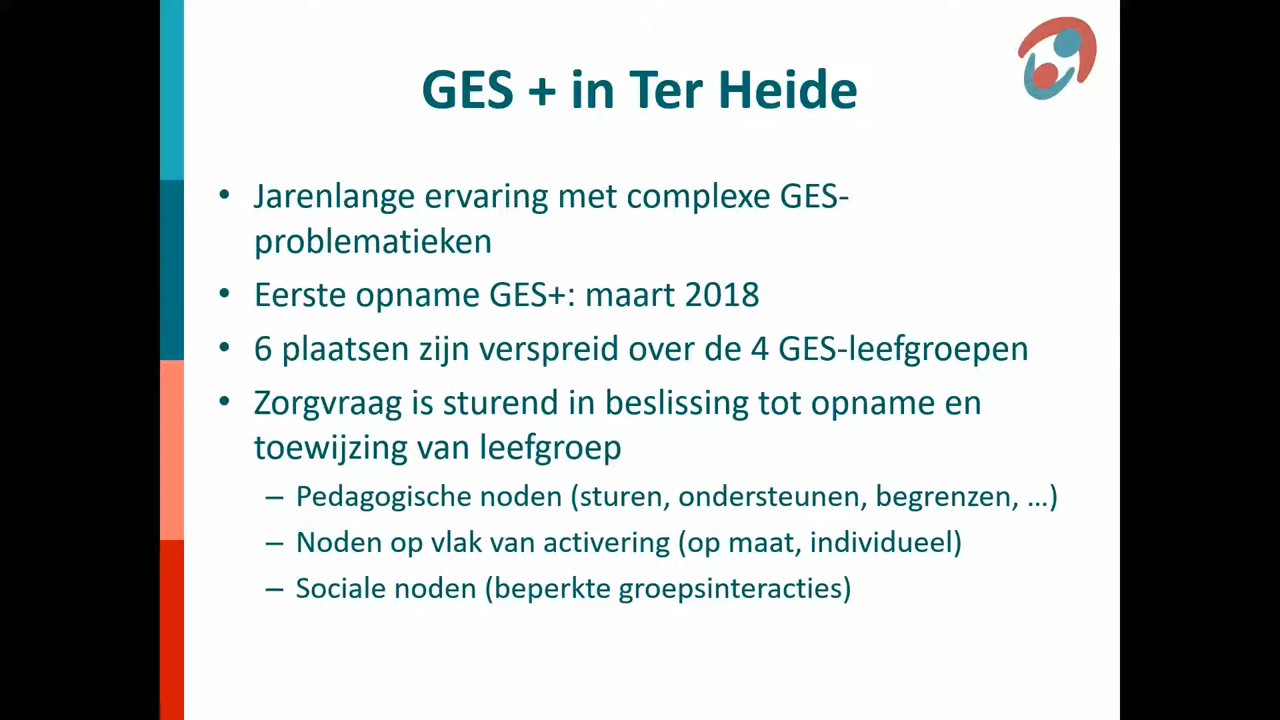 GES + in Ter Heide
• Jarenlange ervaring met complexe GES-
problematieken
• Eerste opname GES+: maart 2018
• 6 plaatsen zijn verspreid over de 4 GES-leefgroepen
• Zorgvraag is sturend in beslissing tot opname en
toewijzing van leefgroep
– Pedagogische noden (sturen, ondersteunen, begrenzen, …)
– Noden op vlak van activering (op maat, individueel)
– Sociale noden (beperkte groepsinteracties)